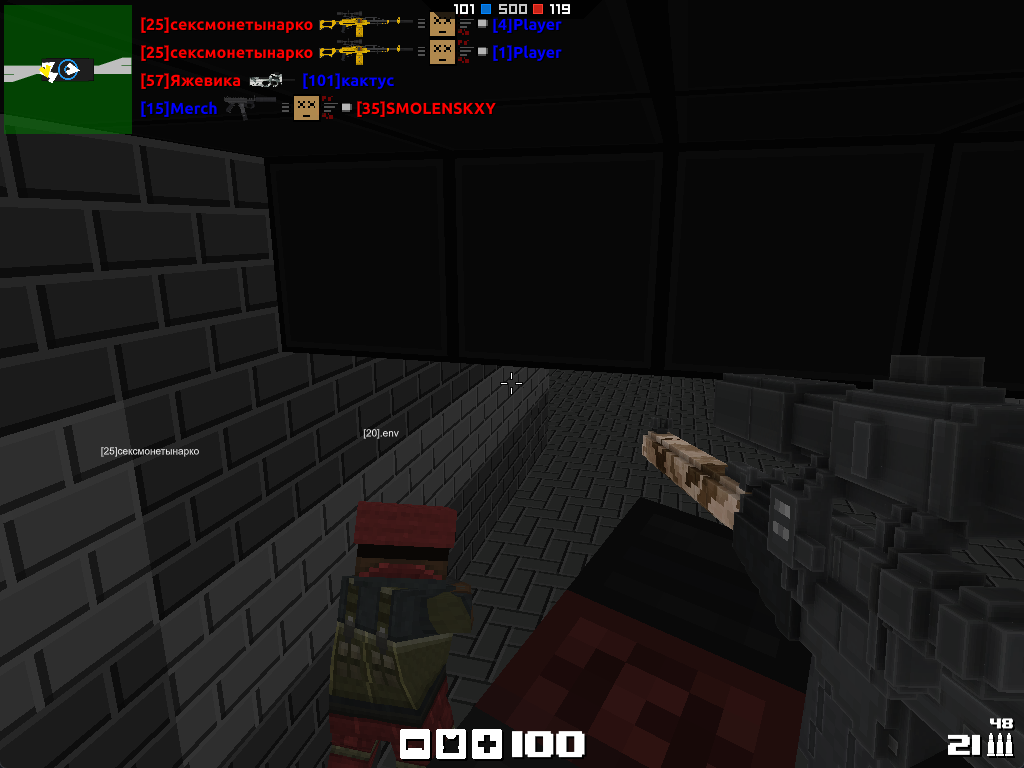 101 500 119
[25]сексмонетынарко [4]Player
[25]сексмонетынарко [1]Player
[57]Яжевика [101]кактус
[15]Merch [35]SMOLENSKXY
[20].env
[25]сексмонетынарко
100
48
21